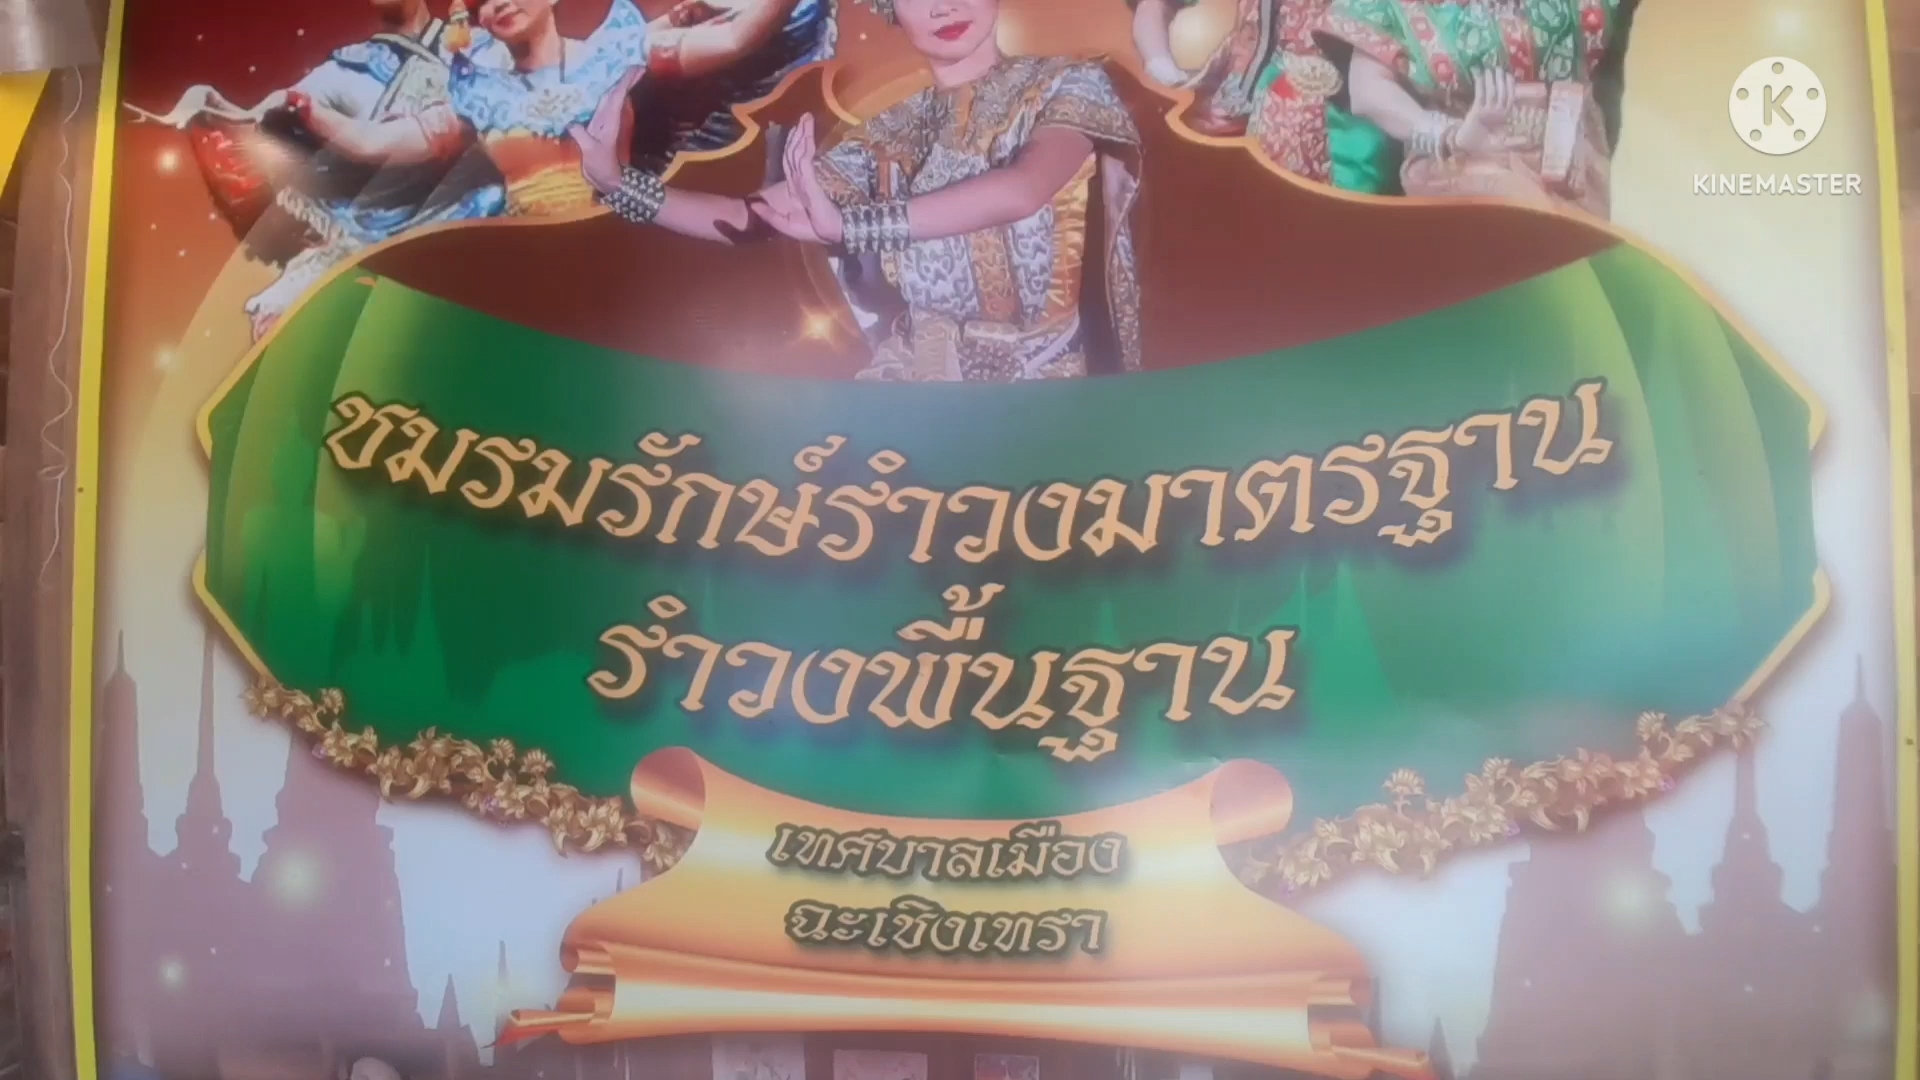 KINEMASTER
ชมรมรักษ์รำวงมาตรฐาน
รำวงพื้นฐาน
เทศบาลเมือง
ฉะเชิงเทรา